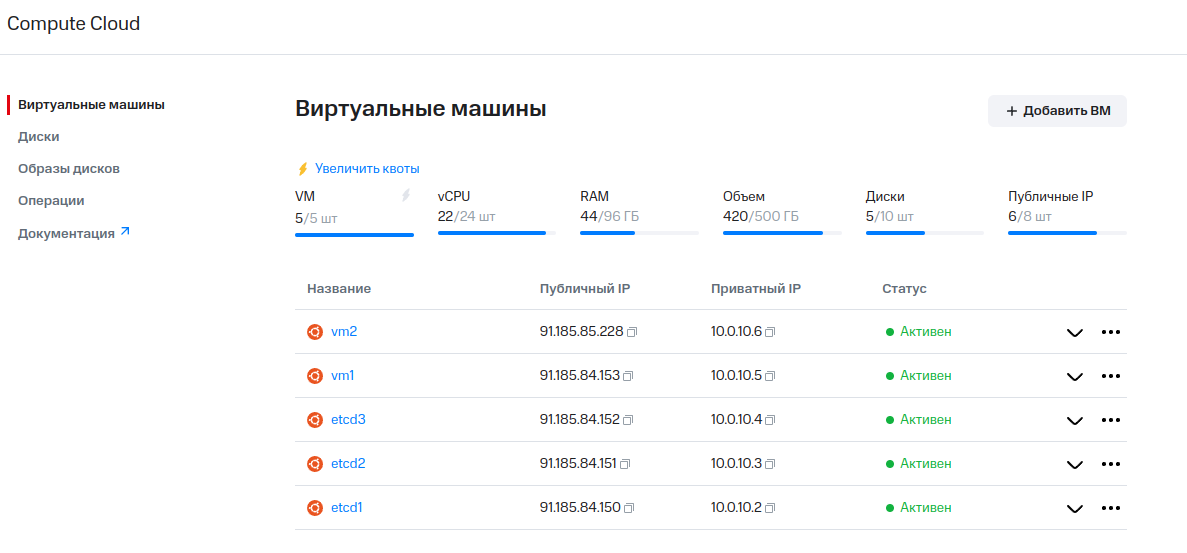 Compute Cloud
Виртуальные машины
Диски
Образы дисков
Операции
Документация
Виртуальные машины
+ Добавить ВМ
Увеличить квоты
VM vCPU RAM Объем Диски Публичные IP
5/5 шт 22/24 шт 44/96 ГБ 420/500 ГБ 5/10 шт 6/8 шт
Название Публичный IP Приватный IP Статус
vm2 91.185.85.228 10.0.10.6 Активен
vm1 91.185.84.153 10.0.10.5 Активен
etcd3 91.185.84.152 10.0.10.4 Активен
etcd2 91.185.84.151 10.0.10.3 Активен
etcd1 91.185.84.150 10.0.10.2 Активен